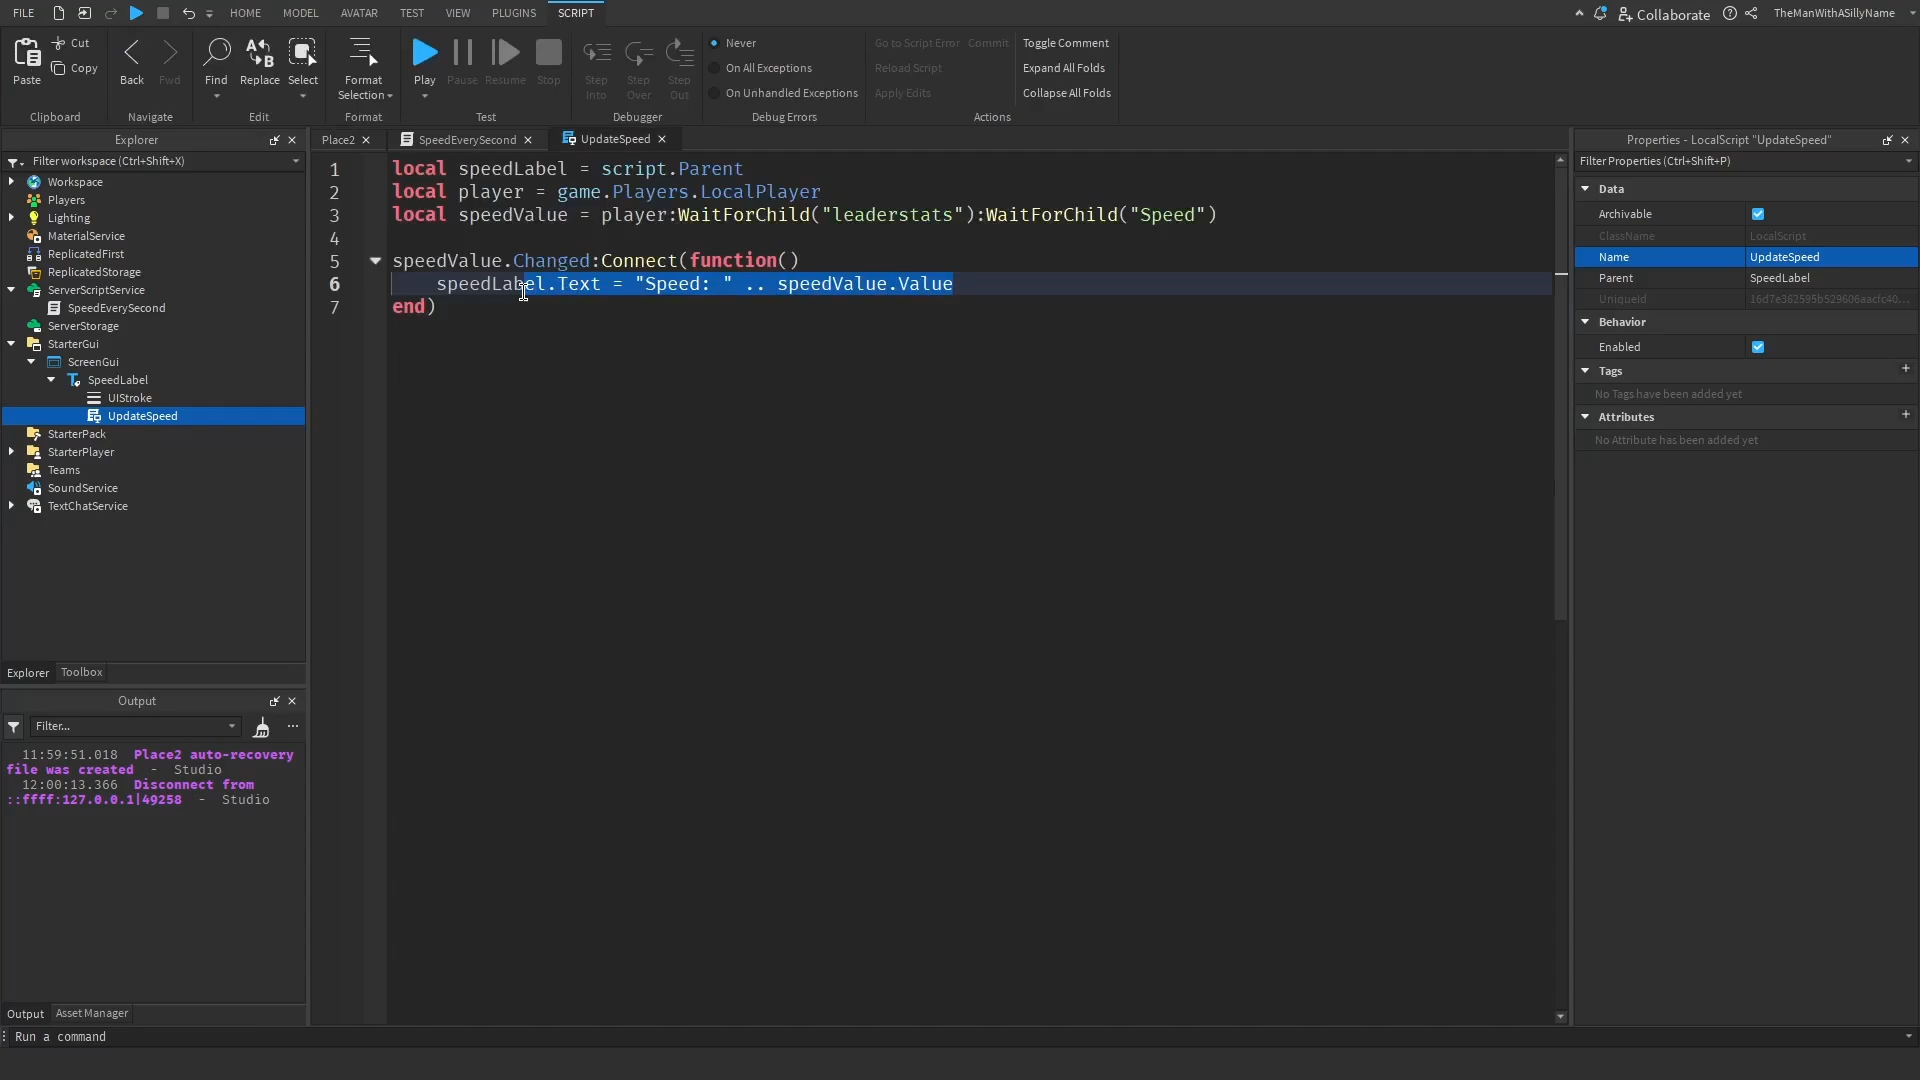 FILE HOME MODEL AVATAR TEST VIEW PLUGINS SCRIPT Collaborate TheManWithASillyName
Paste Cut Copy Back Fwd Find Replace Select Format Selection Play Pause Resume Stop Step Into Step Over Step Out
Never
On All Exceptions
On Unhandled Exceptions
Go to Script Error Commit
Reload Script
Apply Edits
Toggle Comment
Expand All Folds
Collapse All Folds
Clipboard Navigate Edit Format Test Debugger Debug Errors Actions
Explorer
Filter workspace (Ctrl+Shift+X)
Workspace
Players
Lighting
MaterialService
ReplicatedFirst
ReplicatedStorage
ServerScriptService
SpeedEverySecond
ServerStorage
StarterGui
ScreenGui
SpeedLabel
UIStroke
UpdateSpeed
StarterPack
StarterPlayer
Teams
SoundService
TextChatService
Explorer Toolbox
Output
Filter...
11:59:51.018 Place2 auto-recovery
file was created - Studio
12:00:13.366 Disconnect from
::ffff:127.0.0.1|49258 - Studio
Output Asset Manager
Run a command
Place2 SpeedEverySecond UpdateSpeed
1 local speedLabel = script.Parent
2 local player = game.Players.LocalPlayer
3 local speedValue = player:WaitForChild("leaderstats"):WaitForChild("Speed")
4
5 speedValue.Changed:Connect(function()
6 speedLabel.Text = "Speed: " .. speedValue.Value
7 end)
Properties - LocalScript "UpdateSpeed"
Filter Properties (Ctrl+Shift+P)
Data
Archivable
ClassName LocalScript
Name UpdateSpeed
Parent SpeedLabel
UniqueId 16d7e362595b529606aacfc40...
Behavior
Enabled
Tags +
No Tags have been added yet
Attributes +
No Attribute has been added yet